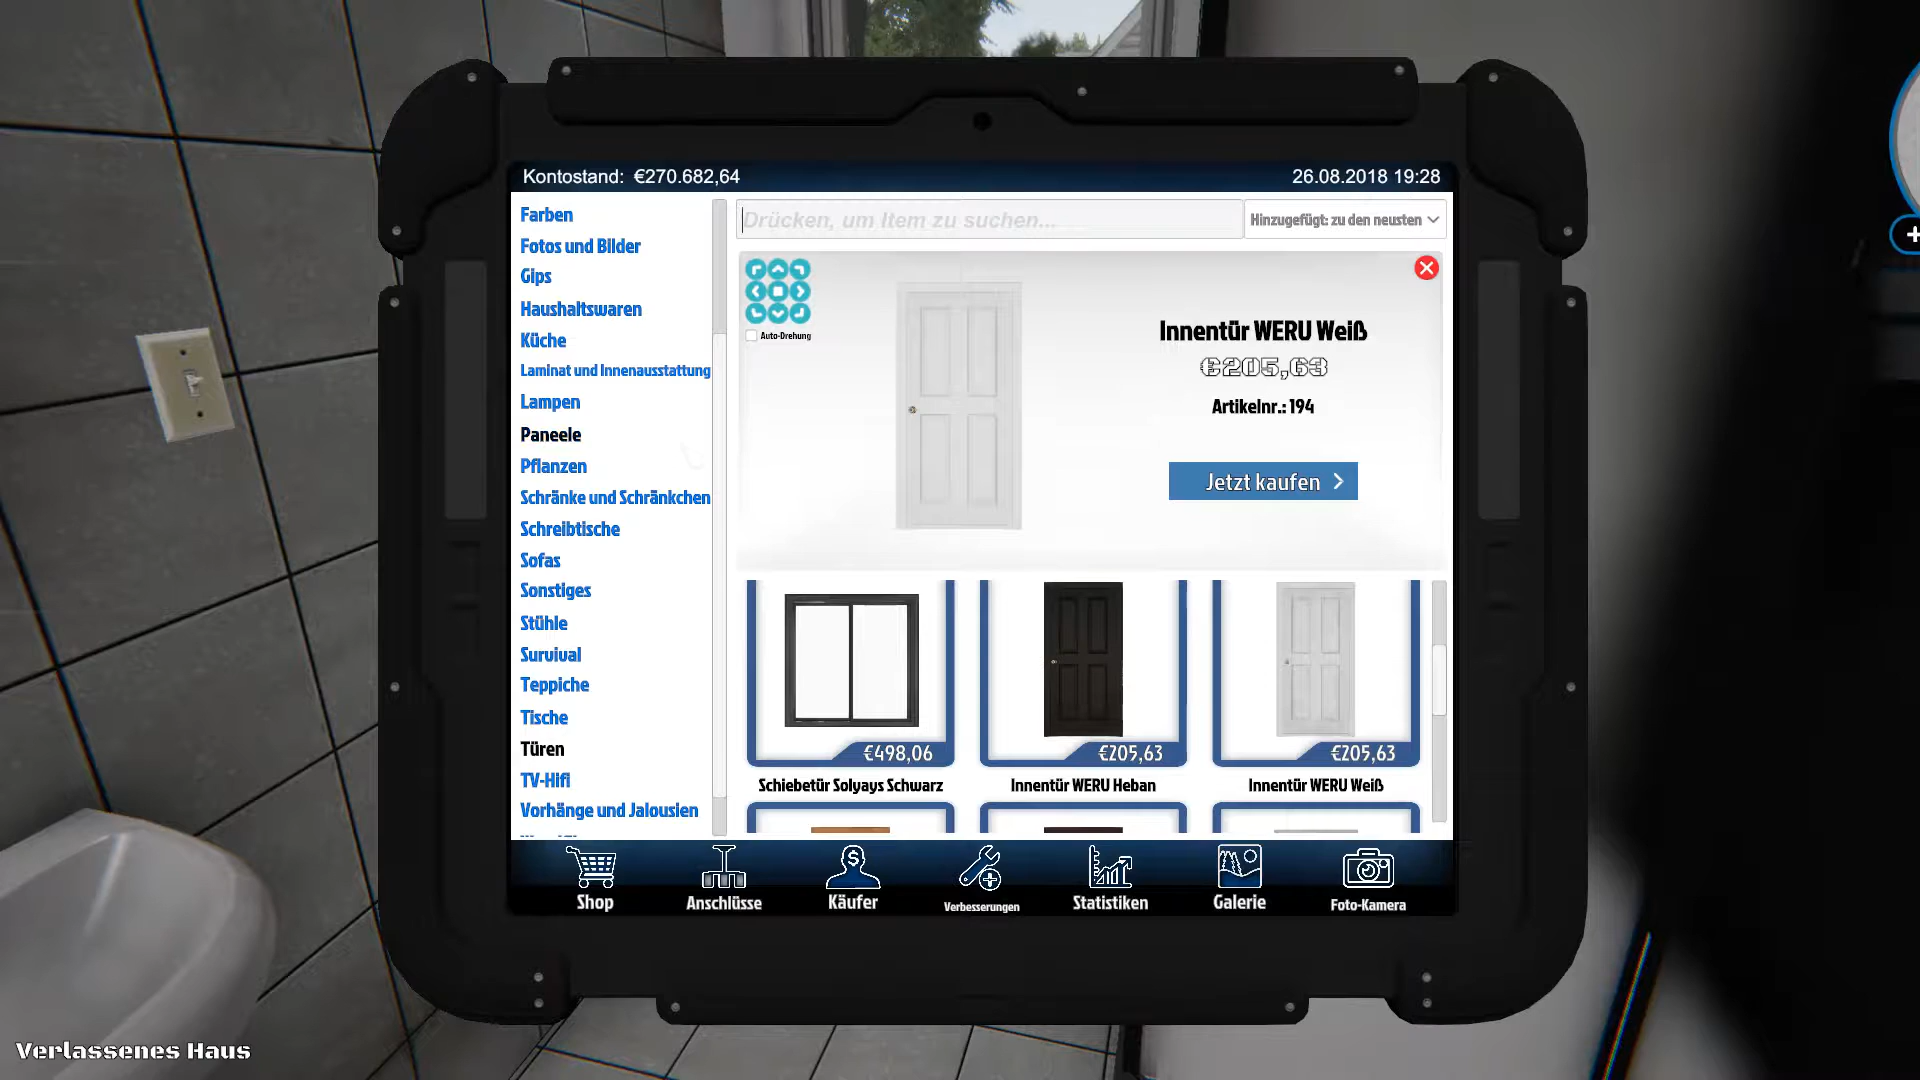 Kontostand: €270.682,64
26.08.2018 19:28
Farben
Fotos und Bilder
Gips
Haushaltswaren
Küche
Laminat und Innenausstattung
Lampen
Paneele
Pflanzen
Schränke und Schränkchen
Schreibtische
Sofas
Sonstiges
Stühle
Survival
Teppiche
Tische
Türen
TV-Hifi
Vorhänge und Jalousien
Drücken, um Item zu suchen...
Hinzugefügt: zu den neusten
Auto-Drehung
Innentür WERU Weiß
€205,63
Artikelnr.: 194
Jetzt kaufen
€498,06
€205,63
€205,63
Schiebetür Solyays Schwarz
Innentür WERU Heban
Innentür WERU Weiß
Shop
Anschlüsse
Käufer
Verbesserungen
Statistiken
Galerie
Foto-Kamera
Verlassenes Haus